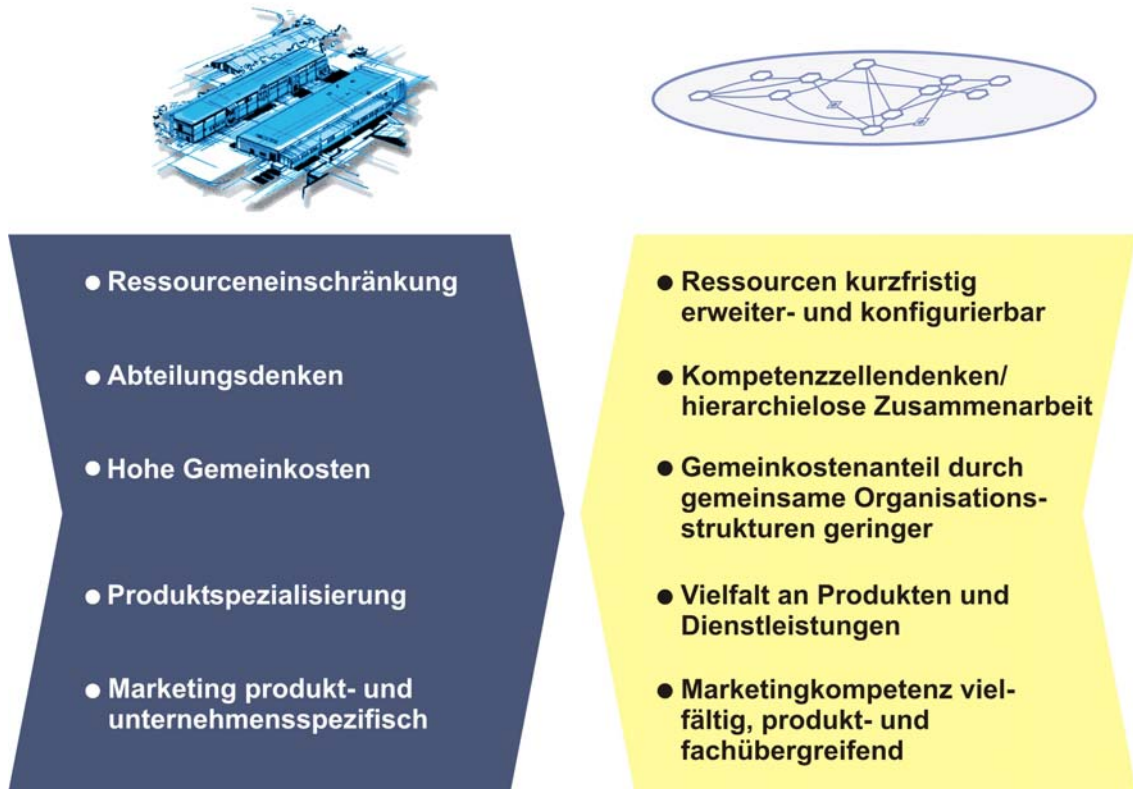 ● Ressourceneinschränkung
● Abteilungsdenken
● Hohe Gemeinkosten
● Produktspezialisierung
● Marketing produkt- und
unternehmensspezifisch
● Ressourcen kurzfristig
erweiter- und konfigurierbar
● Kompetenzzellendenken/
hierarchielose Zusammenarbeit
● Gemeinkostenanteil durch
gemeinsame Organisations-
strukturen geringer
● Vielfalt an Produkten und
Dienstleistungen
● Marketingkompetenz viel-
fältig, produkt- und
fachübergreifend